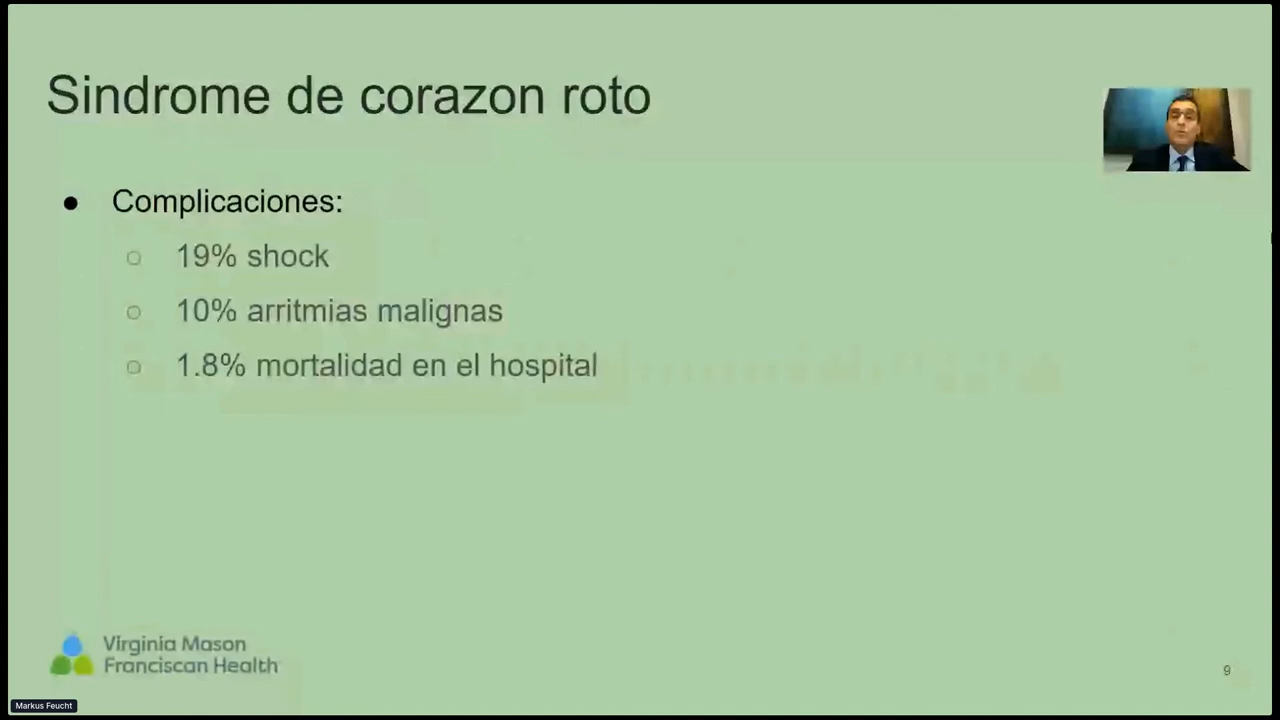 Sindrome de corazon roto
● Complicaciones:
○ 19% shock
○ 10% arritmias malignas
○ 1.8% mortalidad en el hospital
Virginia Mason
Franciscan Health
9
Markus Feucht